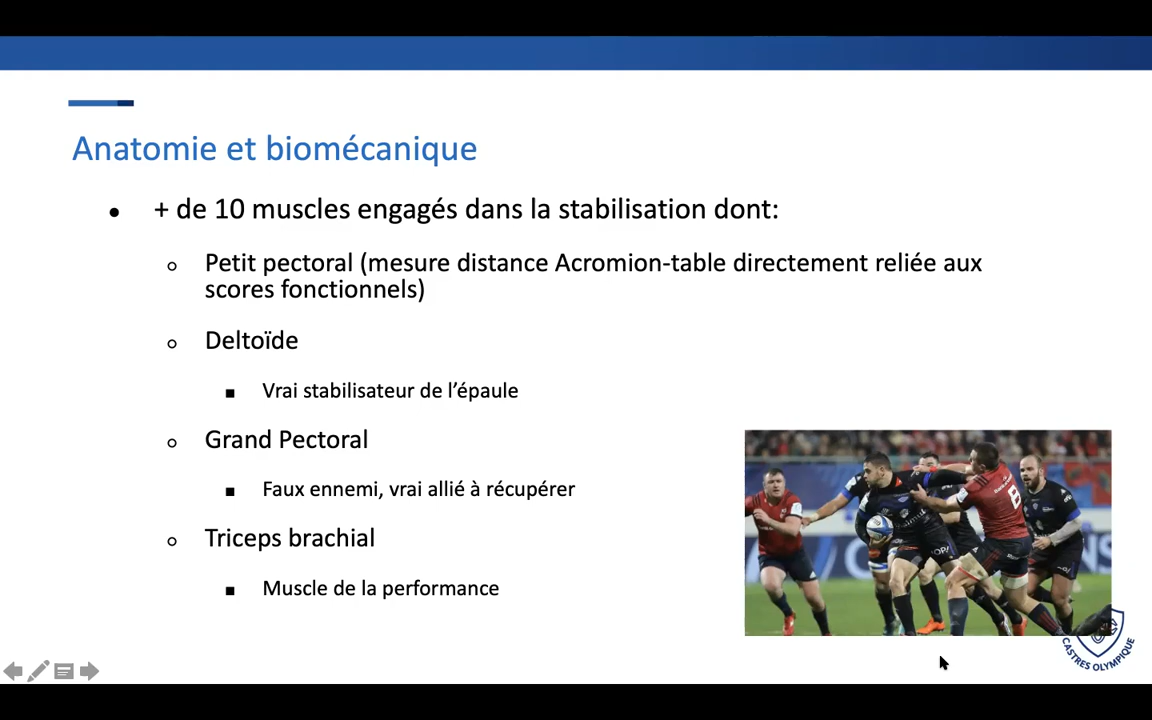 Anatomie et biomécanique
+ de 10 muscles engagés dans la stabilisation dont:
Petit pectoral (mesure distance Acromion-table directement reliée aux
scores fonctionnels)
Deltoïde
Vrai stabilisateur de l’épaule
Grand Pectoral
Faux ennemi, vrai allié à récupérer
Triceps brachial
Muscle de la performance
8
CASTRES OLYMPIQUE